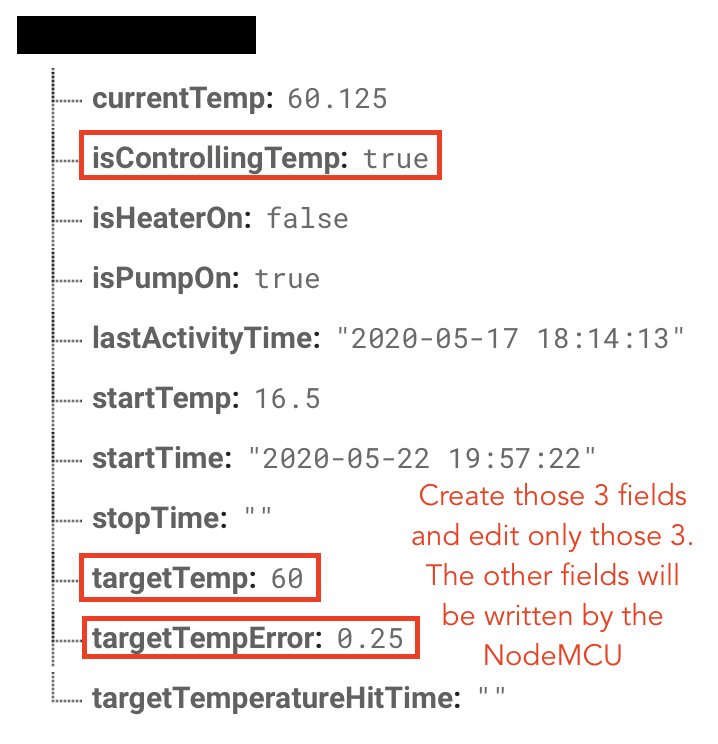 currentTemp: 60.125
isControllingTemp: true
isHeaterOn: false
isPumpOn: true
lastActivityTime: "2020-05-17 18:14:13"
startTemp: 16.5
startTime: "2020-05-22 19:57:22"
stopTime: ""
targetTemp: 60
targetTempError: 0.25
targetTemperatureHitTime: ""
Create those 3 fields
and edit only those 3.
The other fields will
be written by the
NodeMCU